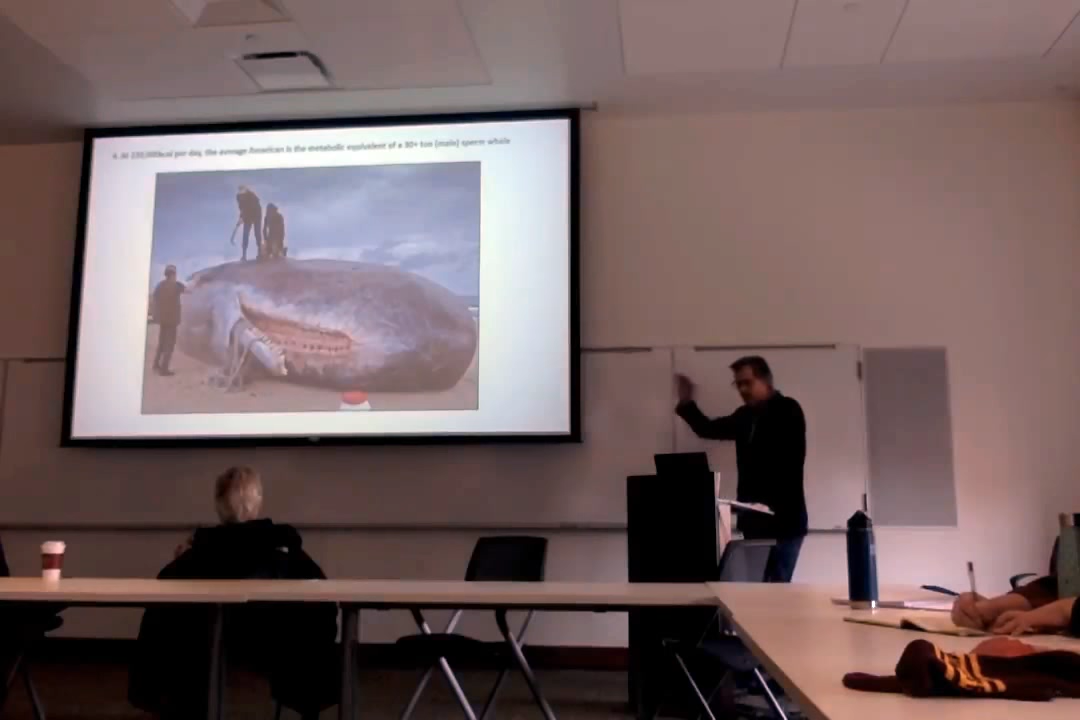 per day, the average American is the metabolic equivalent of a 30+ ton (male) sperm whale